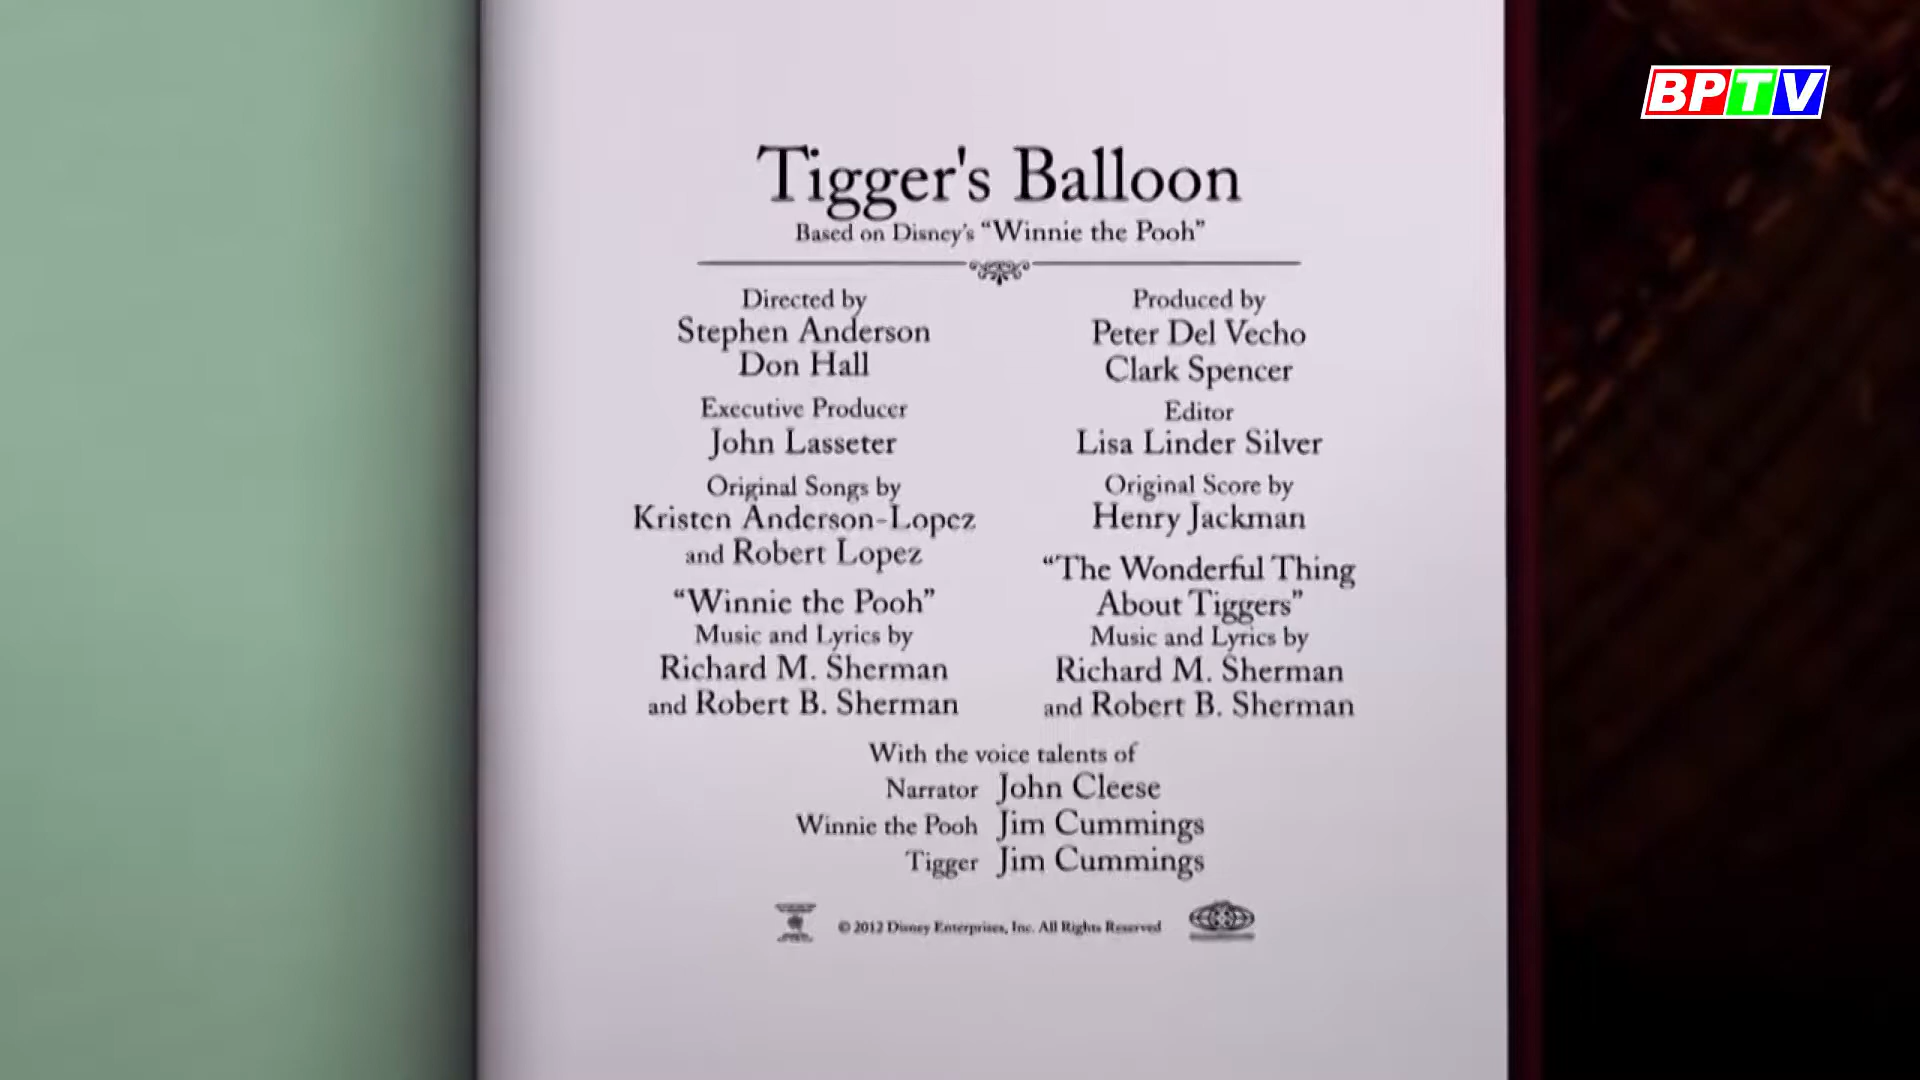 BPTV
Tigger's Balloon
Based on Disney's “Winnie the Pooh”
Directed by
Stephen Anderson
Don Hall
Produced by
Peter Del Vecho
Clark Spencer
Executive Producer
John Lasseter
Editor
Lisa Linder Silver
Original Songs by
Kristen Anderson-Lopez
and Robert Lopez
Original Score by
Henry Jackman
“Winnie the Pooh”
Music and Lyrics by
Richard M. Sherman
and Robert B. Sherman
“The Wonderful Thing
About Tiggers”
Music and Lyrics by
Richard M. Sherman
and Robert B. Sherman
With the voice talents of
Narrator John Cleese
Winnie the Pooh Jim Cummings
Tigger Jim Cummings
© 2012 Disney Enterprises, Inc. All Rights Reserved